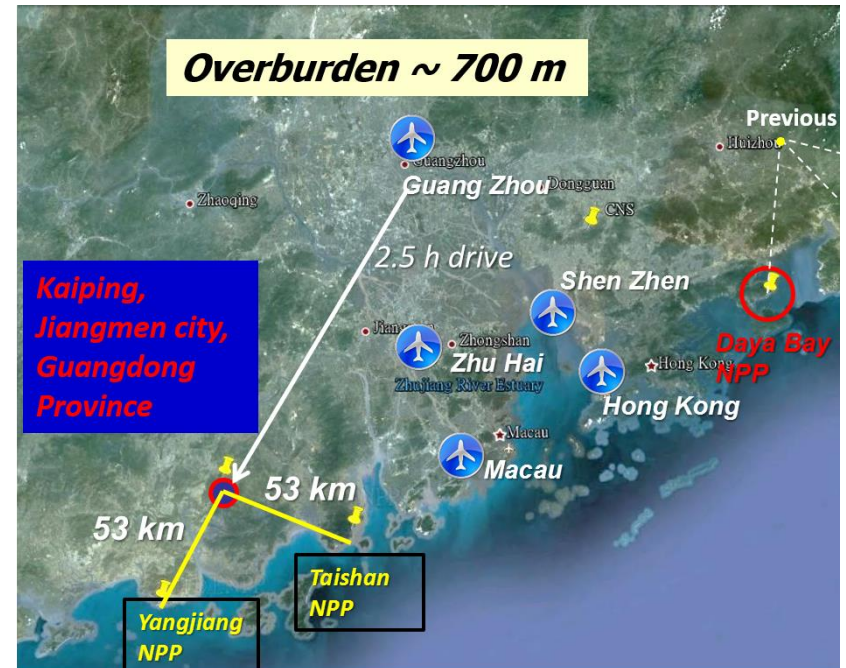 Overburden ~ 700 m
Previous
Huizhou
Guangzhou
Guang Zhou
Dongguan
Zhaoqing
CNS
2.5 h drive
Kaiping,
Jiangmen city,
Guangdong
Province
Shen Zhen
Zhongshan
Zhu Hai
Zhujiang River Estuary
Daya Bay
NPP
Hong Kong
Hong Kong
Macau
Macau
53 km
53 km
Taishan
NPP
Yangjiang
NPP